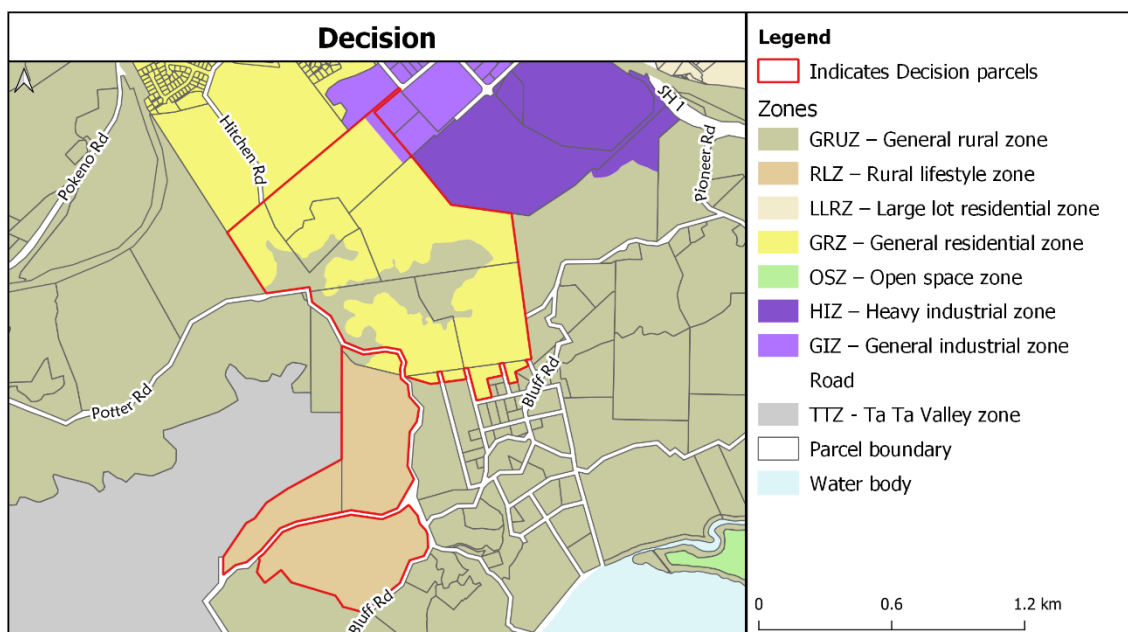 Decision
Pokeno Rd
Hitchen Rd
SH 1
Pioneer Rd
Bluff Rd
Potter Rd
Bluff Rd
Legend
Indicates Decision parcels
Zones
GRUZ – General rural zone
RLZ – Rural lifestyle zone
LLRZ – Large lot residential zone
GRZ – General residential zone
OSZ – Open space zone
HIZ – Heavy industrial zone
GIZ – General industrial zone
Road
TTZ - Ta Ta Valley zone
Parcel boundary
Water body
0 0.6 1.2 km